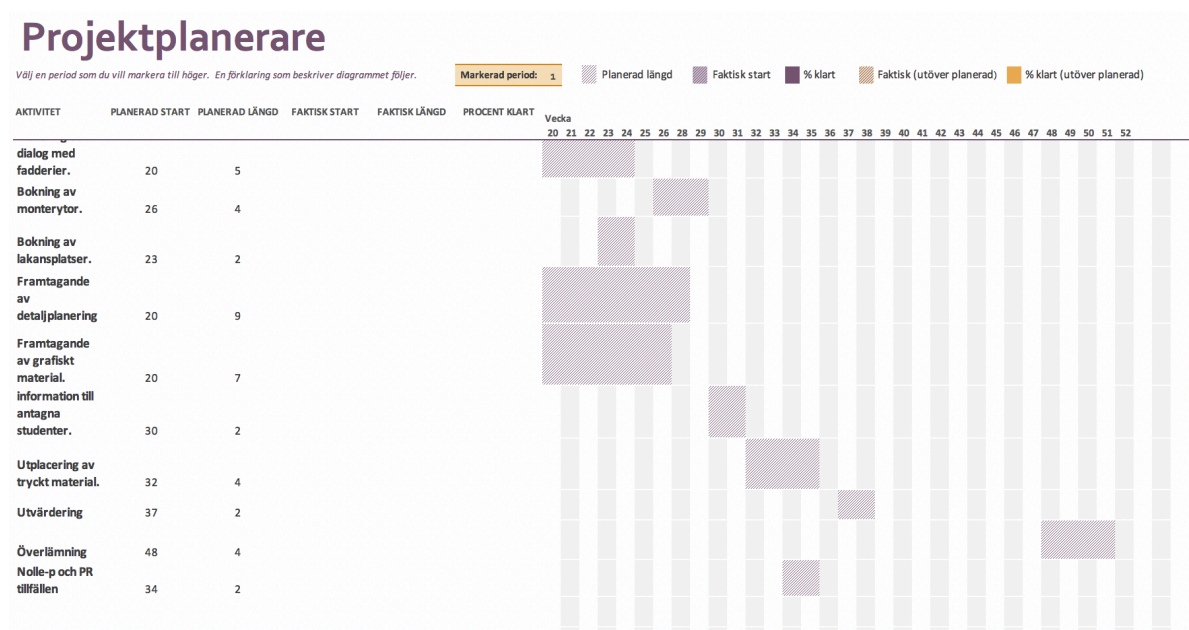 Projektplanerare
Välj en period som du vill markera till höger. En förklaring som beskriver diagrammet följer.
Markerad period: 1
Planerad längd
Faktisk start
% klart
Faktisk (utöver planerad)
% klart (utöver planerad)
AKTIVITET PLANERAD START PLANERAD LÄNGD FAKTISK START FAKTISK LÄNGD PROCENT KLART
Vecka
20 21 22 23 24 25 26 28 29 30 31 32 33 34 35 36 37 38 39 40 41 42 43 44 45 46 47 48 49 50 51 52
dialog med
fadderier. 20 5
Bokning av
monterytor. 26 4
Bokning av
lakansplatser. 23 2
Framtagande
av
detaljplanering 20 9
Framtagande
av grafiskt
material. 20 7
information till
antagna
studenter. 30 2
Utplacering av
tryckt material. 32 4
Utvärdering 37 2
Överlämning 48 4
Nolle-p och PR
tillfällen 34 2